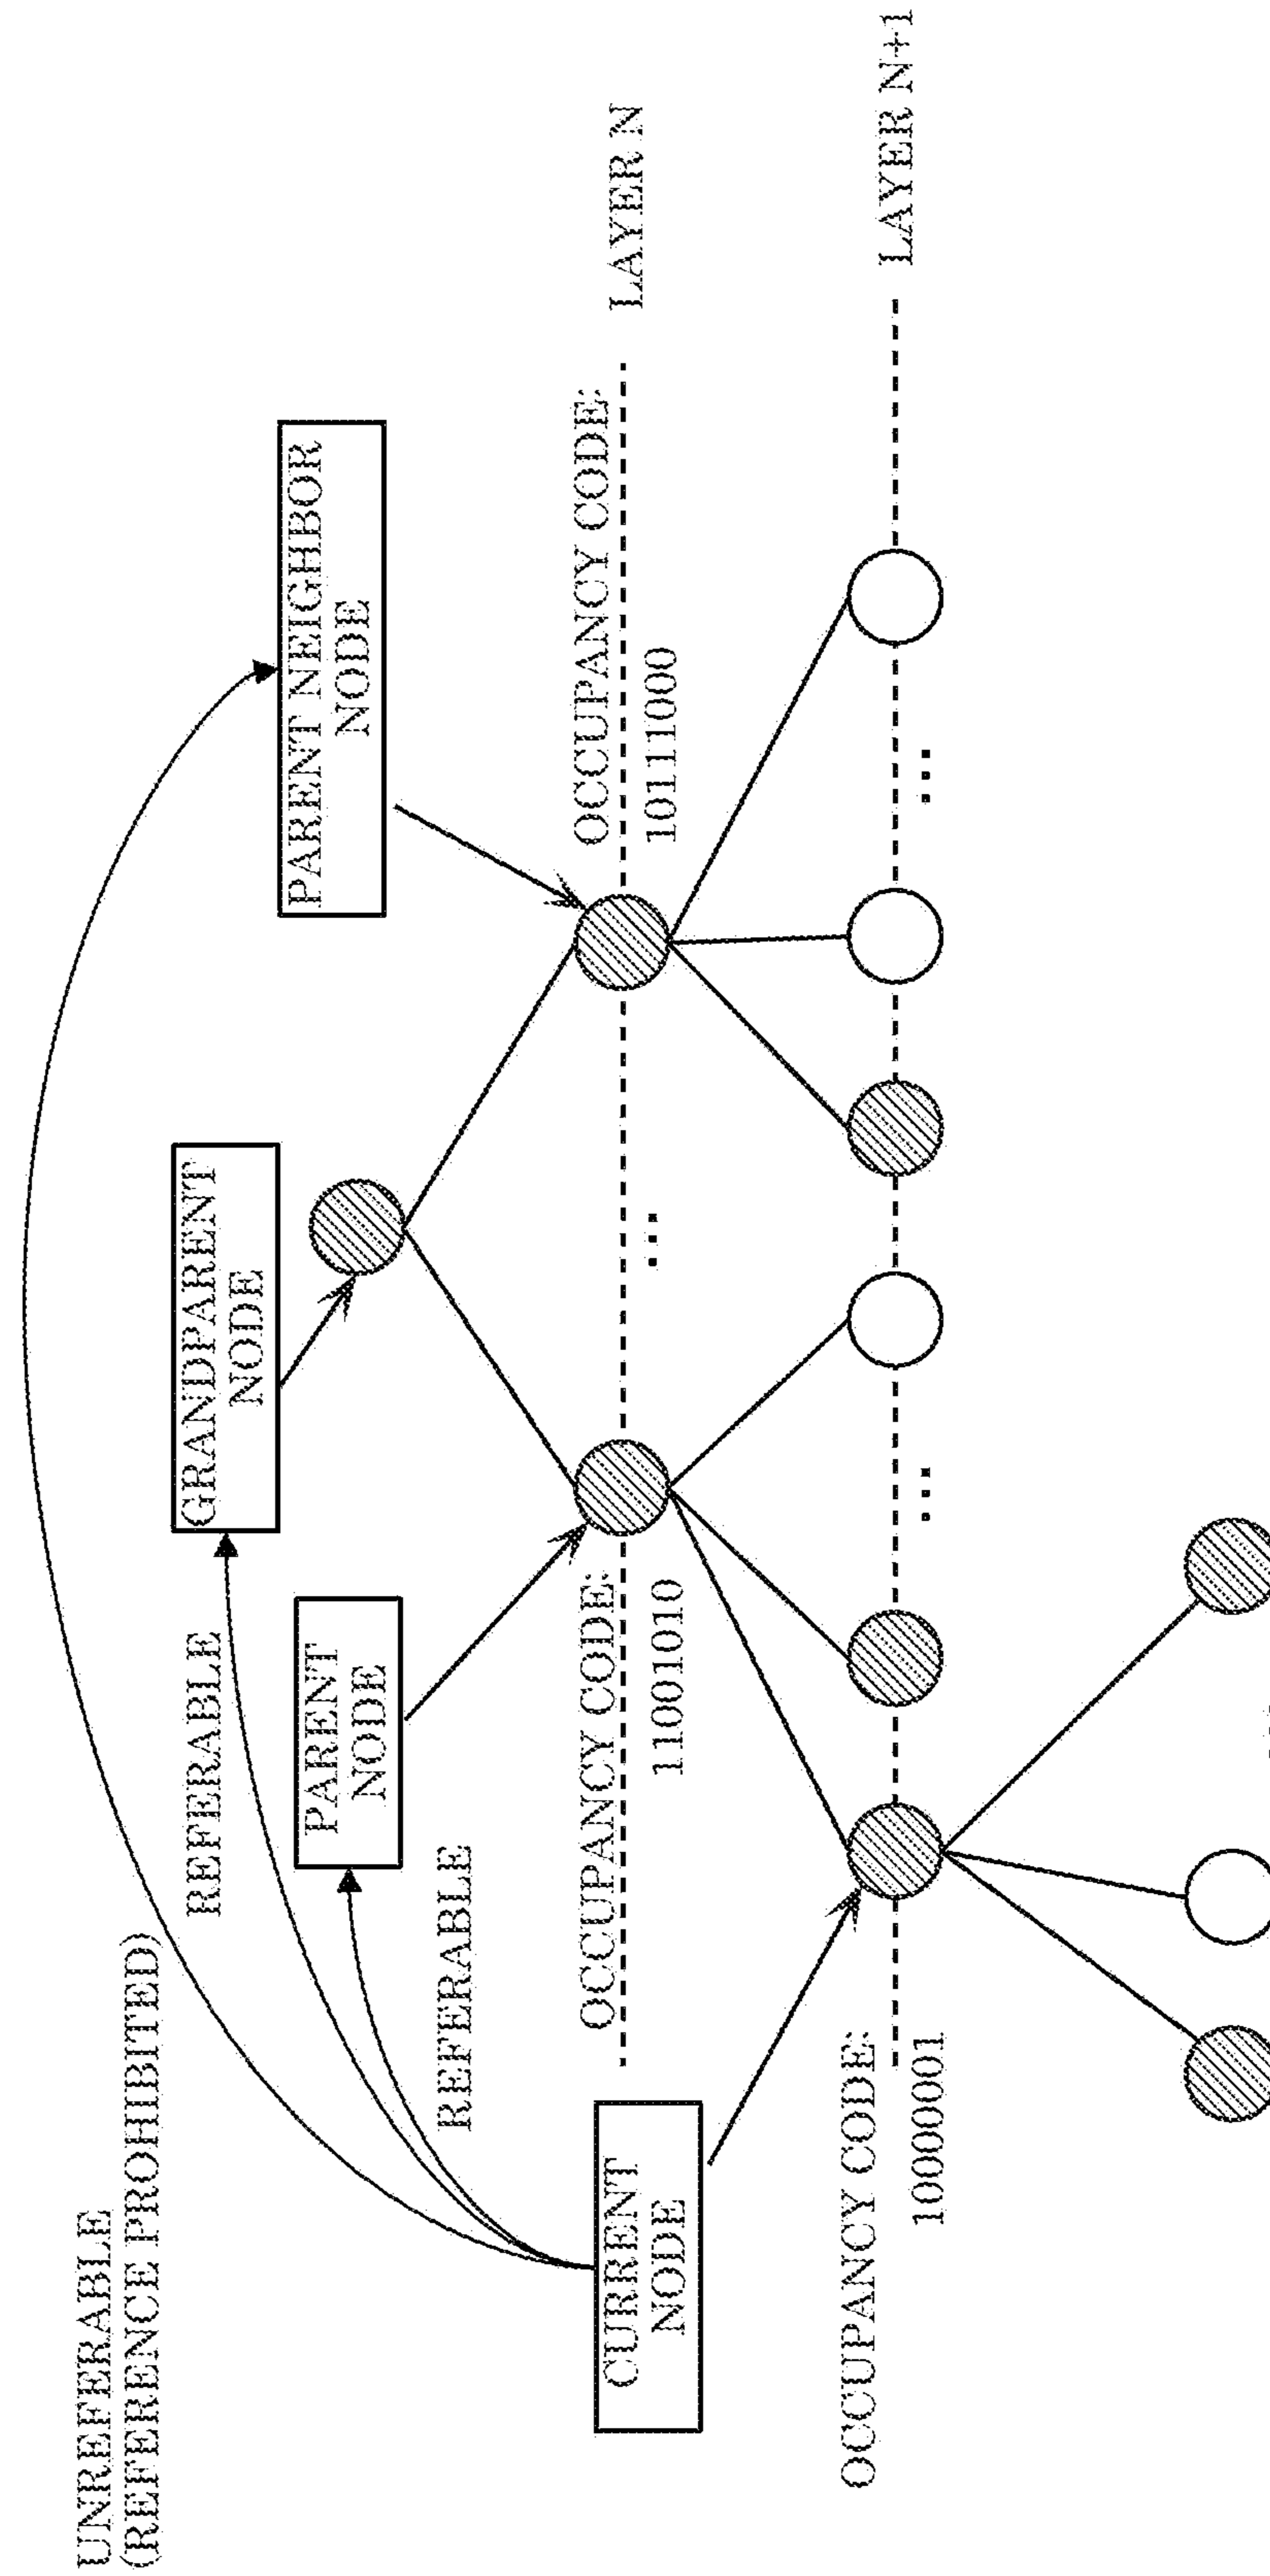 UNREFERABLE
(REFERENCE PROHIBITED)
REFERABLE
GRANDPARENT
NODE
PARENT NEIGHBOR
NODE
PARENT
NODE
REFERABLE
OCCUPANCY CODE:
11001010
...
OCCUPANCY CODE:
10111000
LAYER N
CURRENT
NODE
OCCUPANCY CODE:
10000001
...
...
LAYER N+1